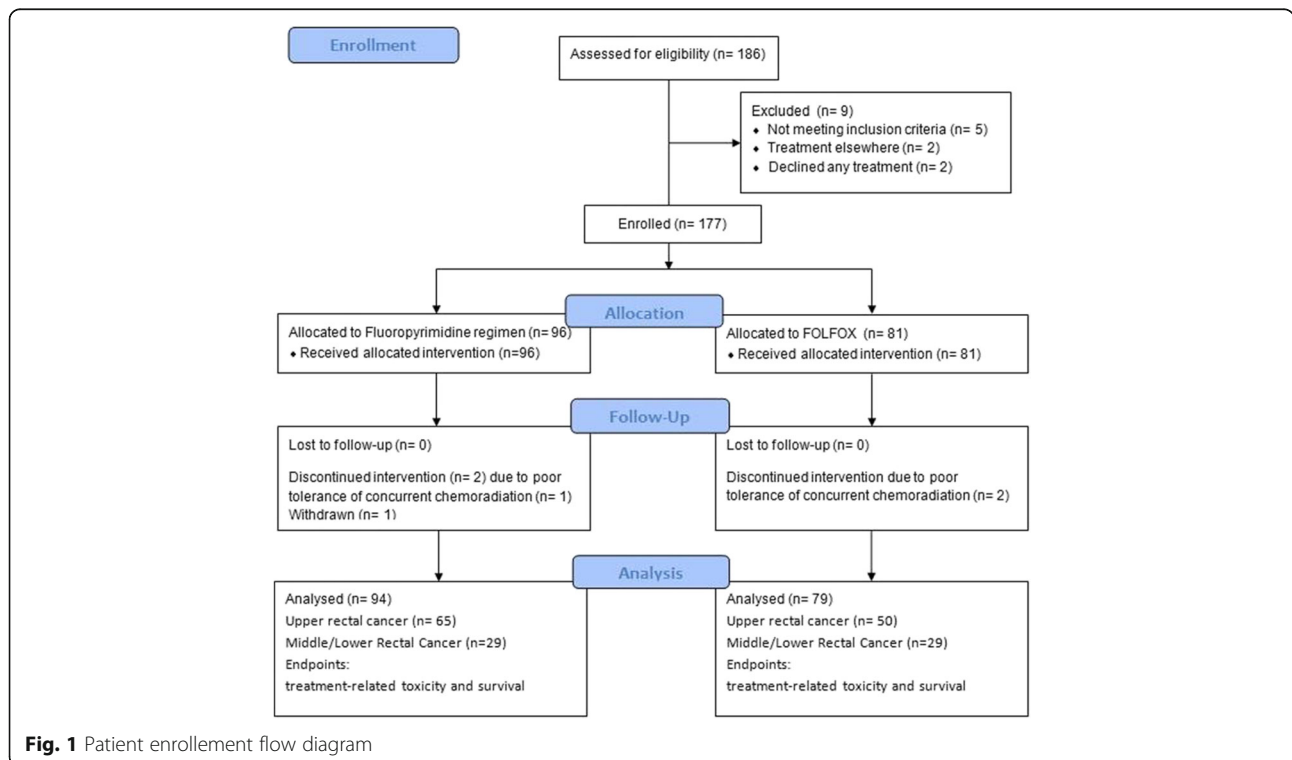 Enrollment
Assessed for eligibility (n= 186)
Excluded (n= 9)
♦ Not meeting inclusion criteria (n= 5)
♦ Treatment elsewhere (n= 2)
♦ Declined any treatment (n= 2)
Enrolled (n= 177)
Allocation
Allocated to Fluoropyrimidine regimen (n= 96)
♦ Received allocated intervention (n=96)
Allocated to FOLFOX (n= 81)
♦ Received allocated intervention (n= 81)
Follow-Up
Lost to follow-up (n= 0)
Discontinued intervention (n= 2) due to poor
tolerance of concurrent chemoradiation (n= 1)
Withdrawn (n= 1)
Lost to follow-up (n= 0)
Discontinued intervention due to poor
tolerance of concurrent chemoradiation (n= 2)
Analysis
Analysed (n= 94)
Upper rectal cancer (n= 65)
Middle/Lower Rectal Cancer (n=29)
Endpoints:
treatment-related toxicity and survival
Analysed (n= 79)
Upper rectal cancer (n= 50)
Middle/Lower Rectal Cancer (n=29)
Endpoints:
treatment-related toxicity and survival
Fig. 1 Patient enrollement flow diagram